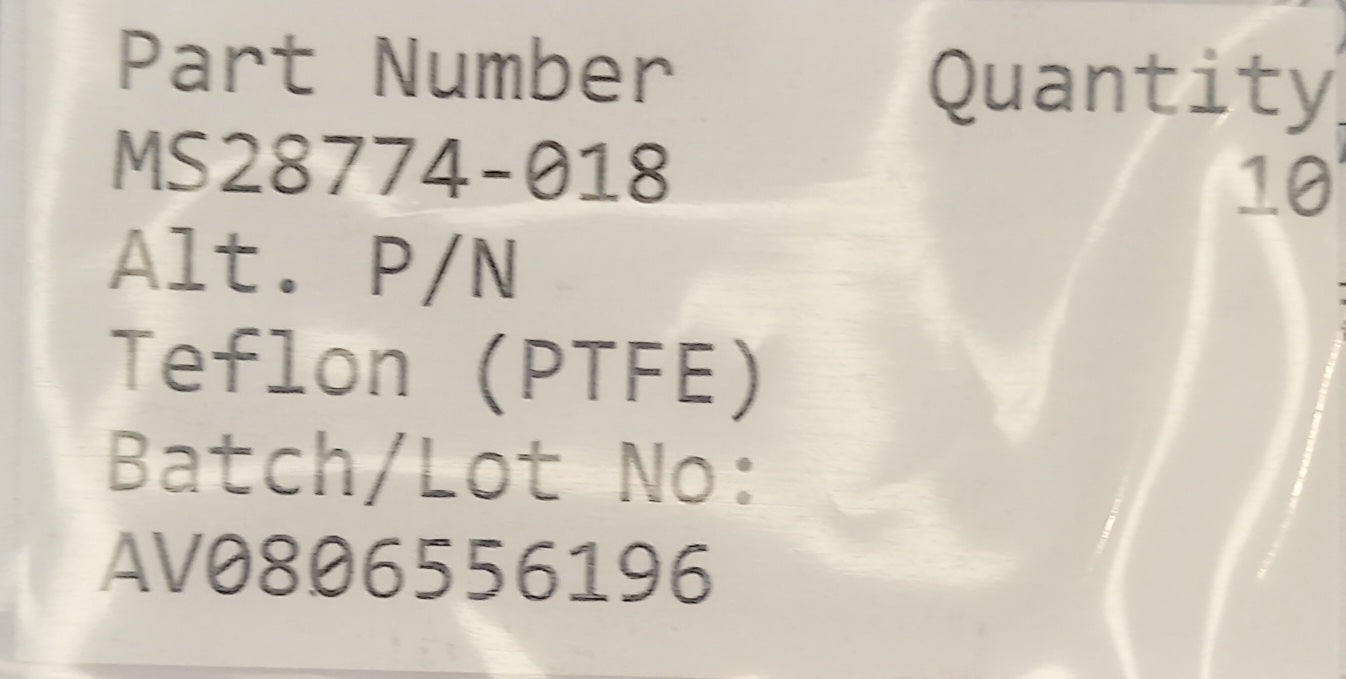 Part Number Quantity
MS28774-018 10
Alt. P/N
Teflon (PTFE)
Batch/Lot No:
AV0806556196